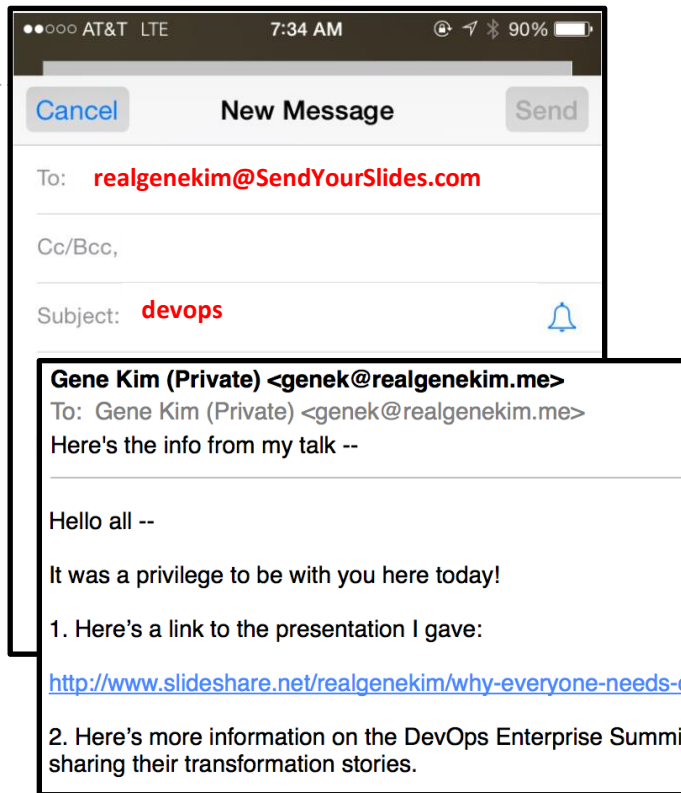 AT&T LTE 7:34 AM 90%
Cancel New Message Send
To: realgenekim@SendYourSlides.com
Cc/Bcc,
Subject: devops
Gene Kim (Private) <genek@realgenekim.me>
To: Gene Kim (Private) <genek@realgenekim.me>
Here's the info from my talk --
Hello all --
It was a privilege to be with you here today!
1. Here’s a link to the presentation I gave:
http://www.slideshare.net/realgenekim/why-everyone-needs-
2. Here’s more information on the DevOps Enterprise Summi
sharing their transformation stories.